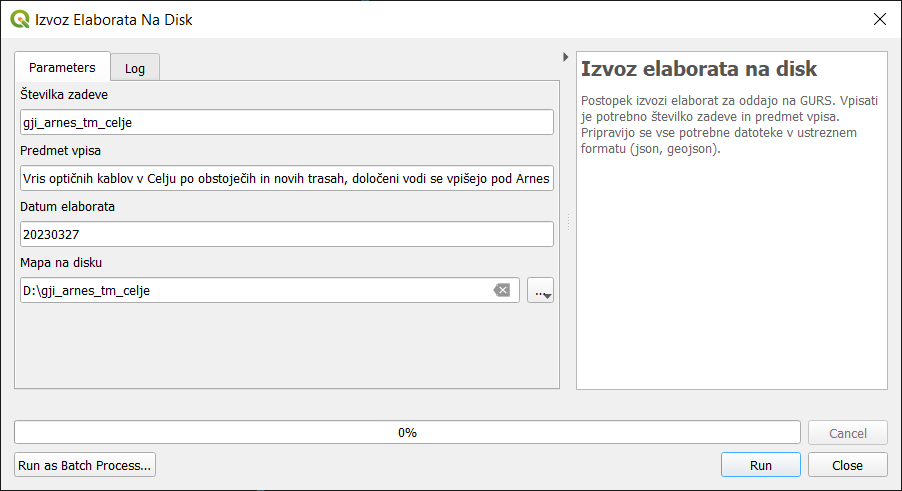 Izvoz Elaborata Na Disk
Parameters
Log
Številka zadeve
gji_arnes_tm_celje
Predmet vpisa
Vris optičnih kablov v Celju po obstoječih in novih trasah, določeni vodi se vpišejo pod Arnes
Datum elaborata
20230327
Mapa na disku
D:\gji_arnes_tm_celje
...
Izvoz elaborata na disk
Postopek izvozi elaborat za oddajo na GURS. Vpisati
je potrebno številko zadeve in predmet vpisa.
Pripravijo se vse potrebne datoteke v ustreznem
formatu (json, geojson).
0%
Cancel
Run as Batch Process...
Run
Close